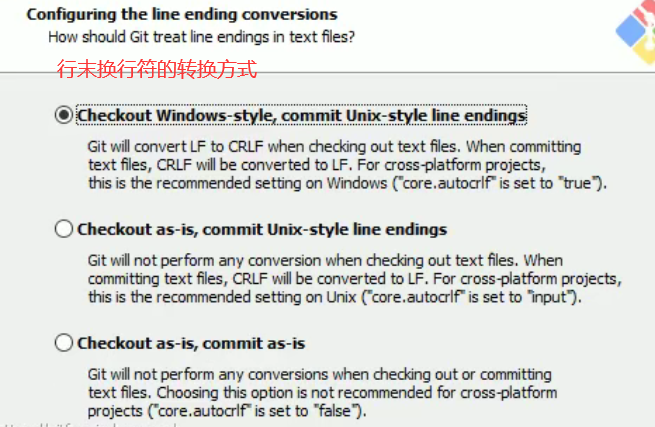 Configuring the line ending conversions
How should Git treat line endings in text files?
行末换行符的转换方式
Checkout Windows-style, commit Unix-style line endings
Git will convert LF to CRLF when checking out text files. When committing
text files, CRLF will be converted to LF. For cross-platform projects,
this is the recommended setting on Windows ("core.autocrlf" is set to "true").
Checkout as-is, commit Unix-style line endings
Git will not perform any conversion when checking out text files. When
committing text files, CRLF will be converted to LF. For cross-platform projects,
this is the recommended setting on Unix ("core.autocrlf" is set to "input").
Checkout as-is, commit as-is
Git will not perform any conversions when checking out or committing
text files. Choosing this option is not recommended for cross-platform
projects ("core.autocrlf" is set to "false").